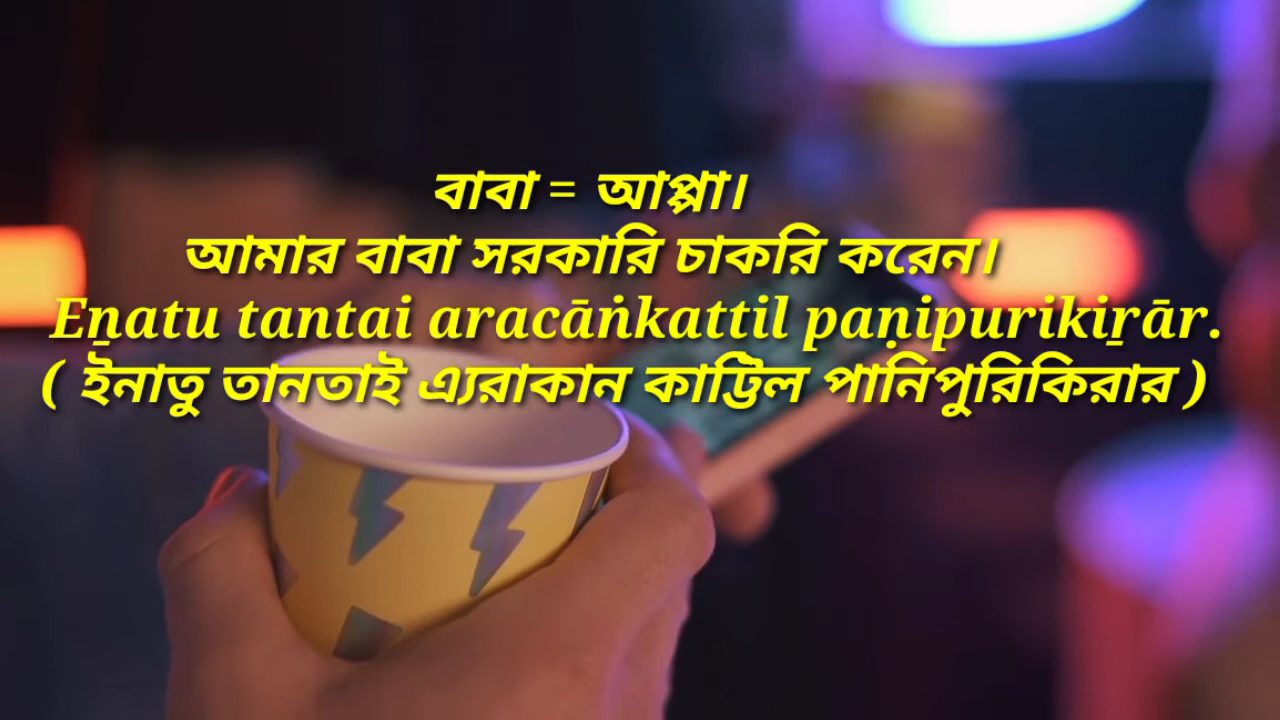 বাবা = আপ্পা।
আমার বাবা সরকারি চাকরি করেন।
Eṉatu tantai aracāṅkattil paṇipurikiṟār.
( ইনাতু তানতাই এ্যরাকান কাট্টিল পানিপুরিকিরার )